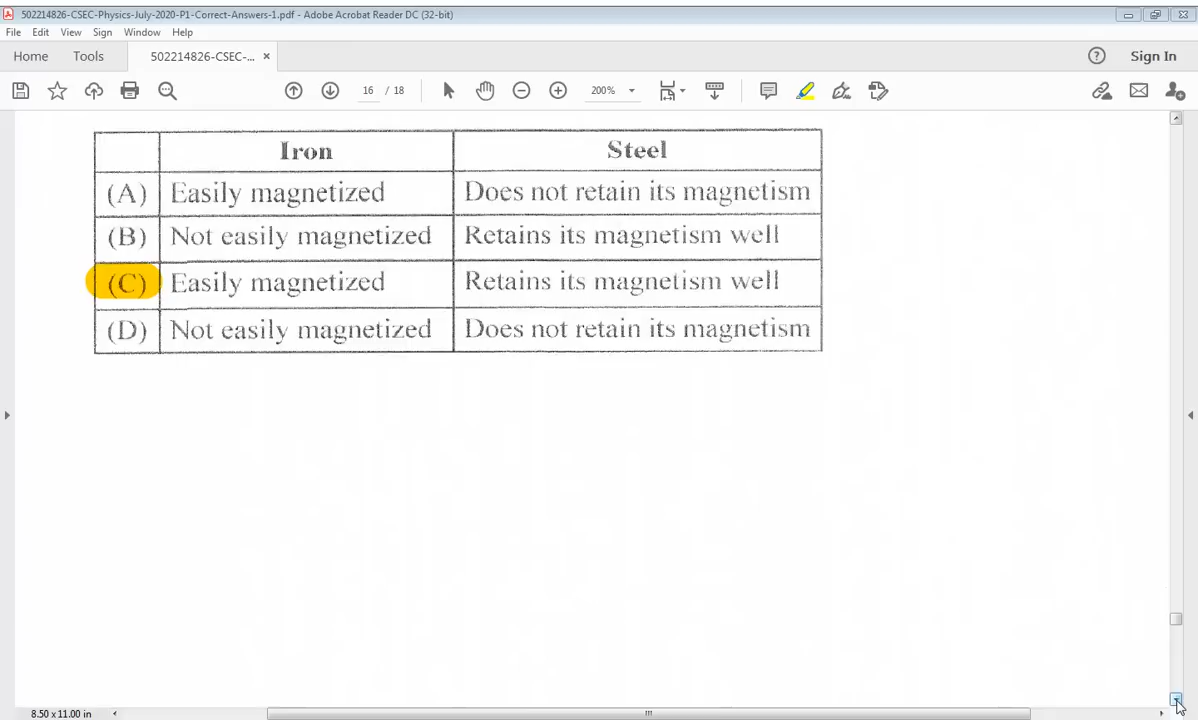 502214826-CSEC-Physics-July-2020-P1-Correct-Answers-1.pdf - Adobe Acrobat Reader DC (32-bit)
File Edit View Sign Window Help
Home Tools 502214826-CSEC-... × Sign In
16 / 18 200%
Iron Steel
(A) Easily magnetized Does not retain its magnetism
(B) Not easily magnetized Retains its magnetism well
(C) Easily magnetized Retains its magnetism well
(D) Not easily magnetized Does not retain its magnetism
8.50 x 11.00 in